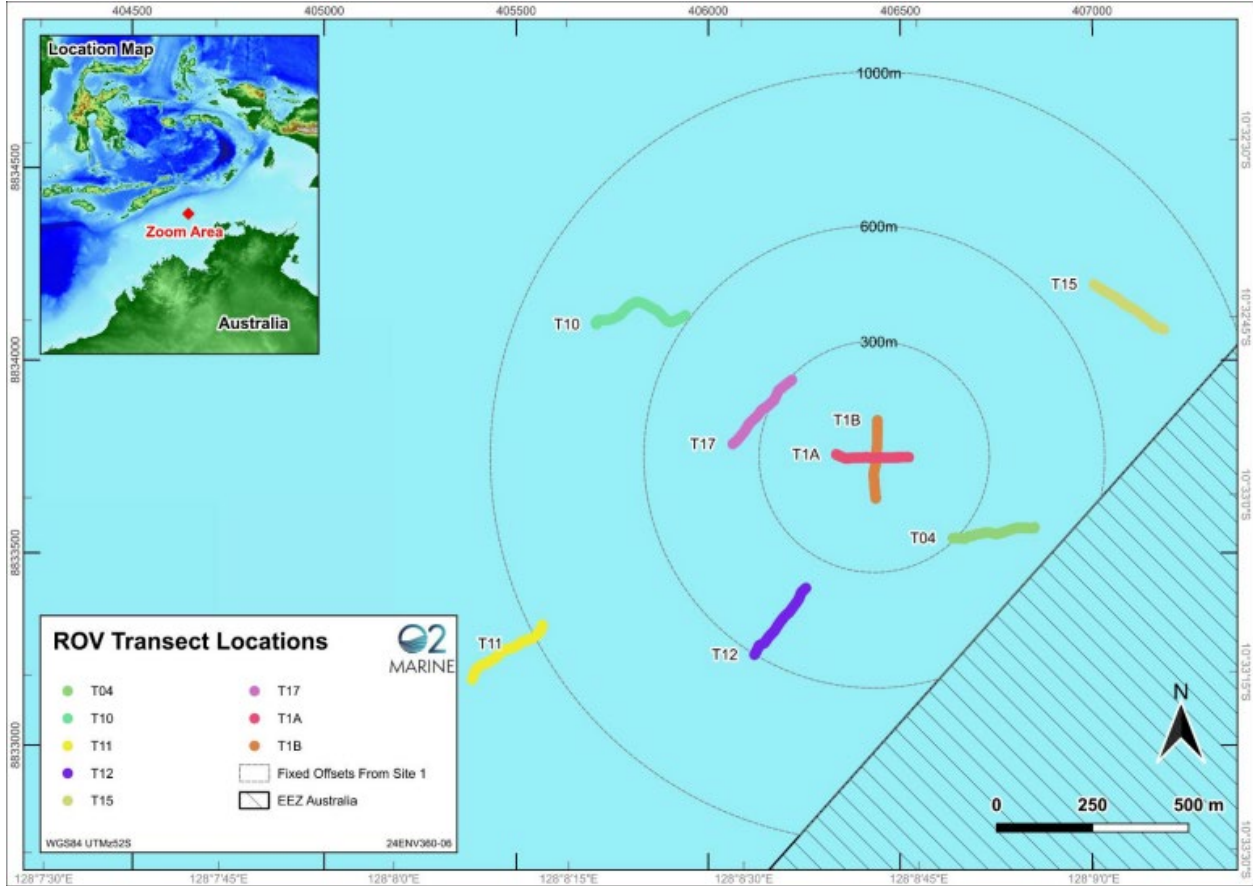 404500 405000 405500 406000 406500 407000
Location Map
Zoom Area
Australia
8834500
8834000
8833500
8833000
10°32'30"S
10°32'45"S
10°33'0"S
10°33'15"S
10°33'30"S
1000m
600m
300m
T15
T10
T17
T1B
T1A
T04
T12
T11
ROV Transect Locations
O2
MARINE
T04
T10
T11
T12
T15
T17
T1A
T1B
Fixed Offsets From Site 1
EEZ Australia
WGS84 UTMz52S 24ENV360-06
N
0 250 500 m
128°7'30"E 128°7'45"E 128°8'0"E 128°8'15"E 128°8'30"E 128°8'45"E 128°9'0"E